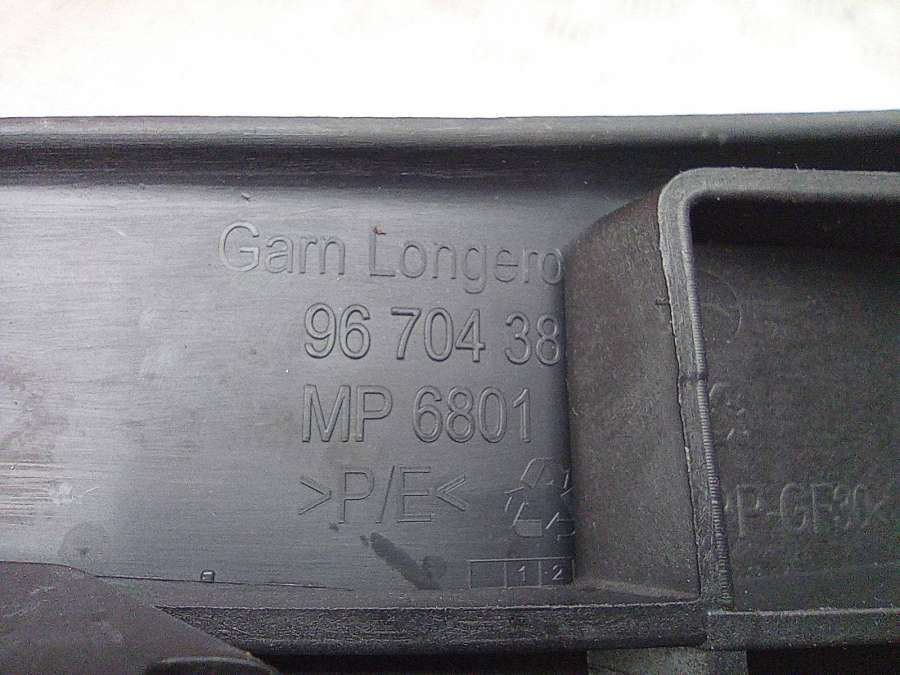 Garn Longero
96 704 38
MP 6801
>P/E<
P-GF30<
1 2